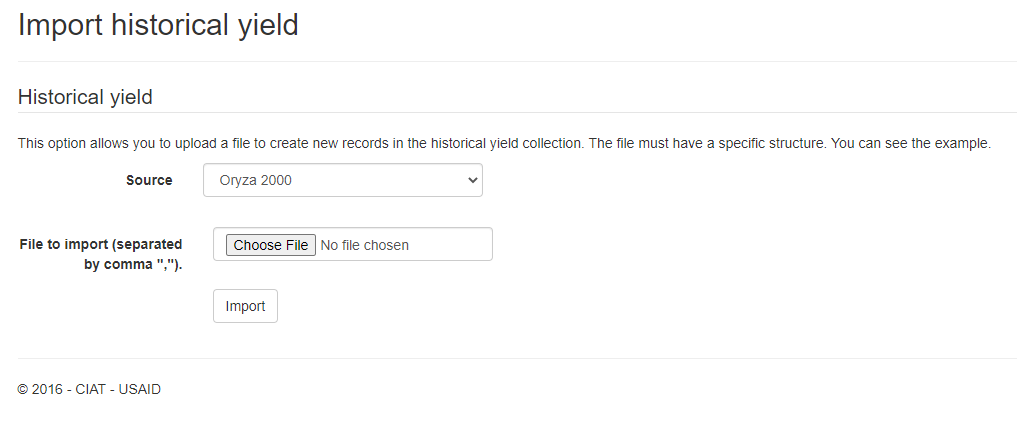 Import historical yield
Historical yield
This option allows you to upload a file to create new records in the historical yield collection. The file must have a specific structure. You can see the example.
Source
Oryza 2000
File to import (separated
by comma ",").
Choose File No file chosen
Import
© 2016 - CIAT - USAID